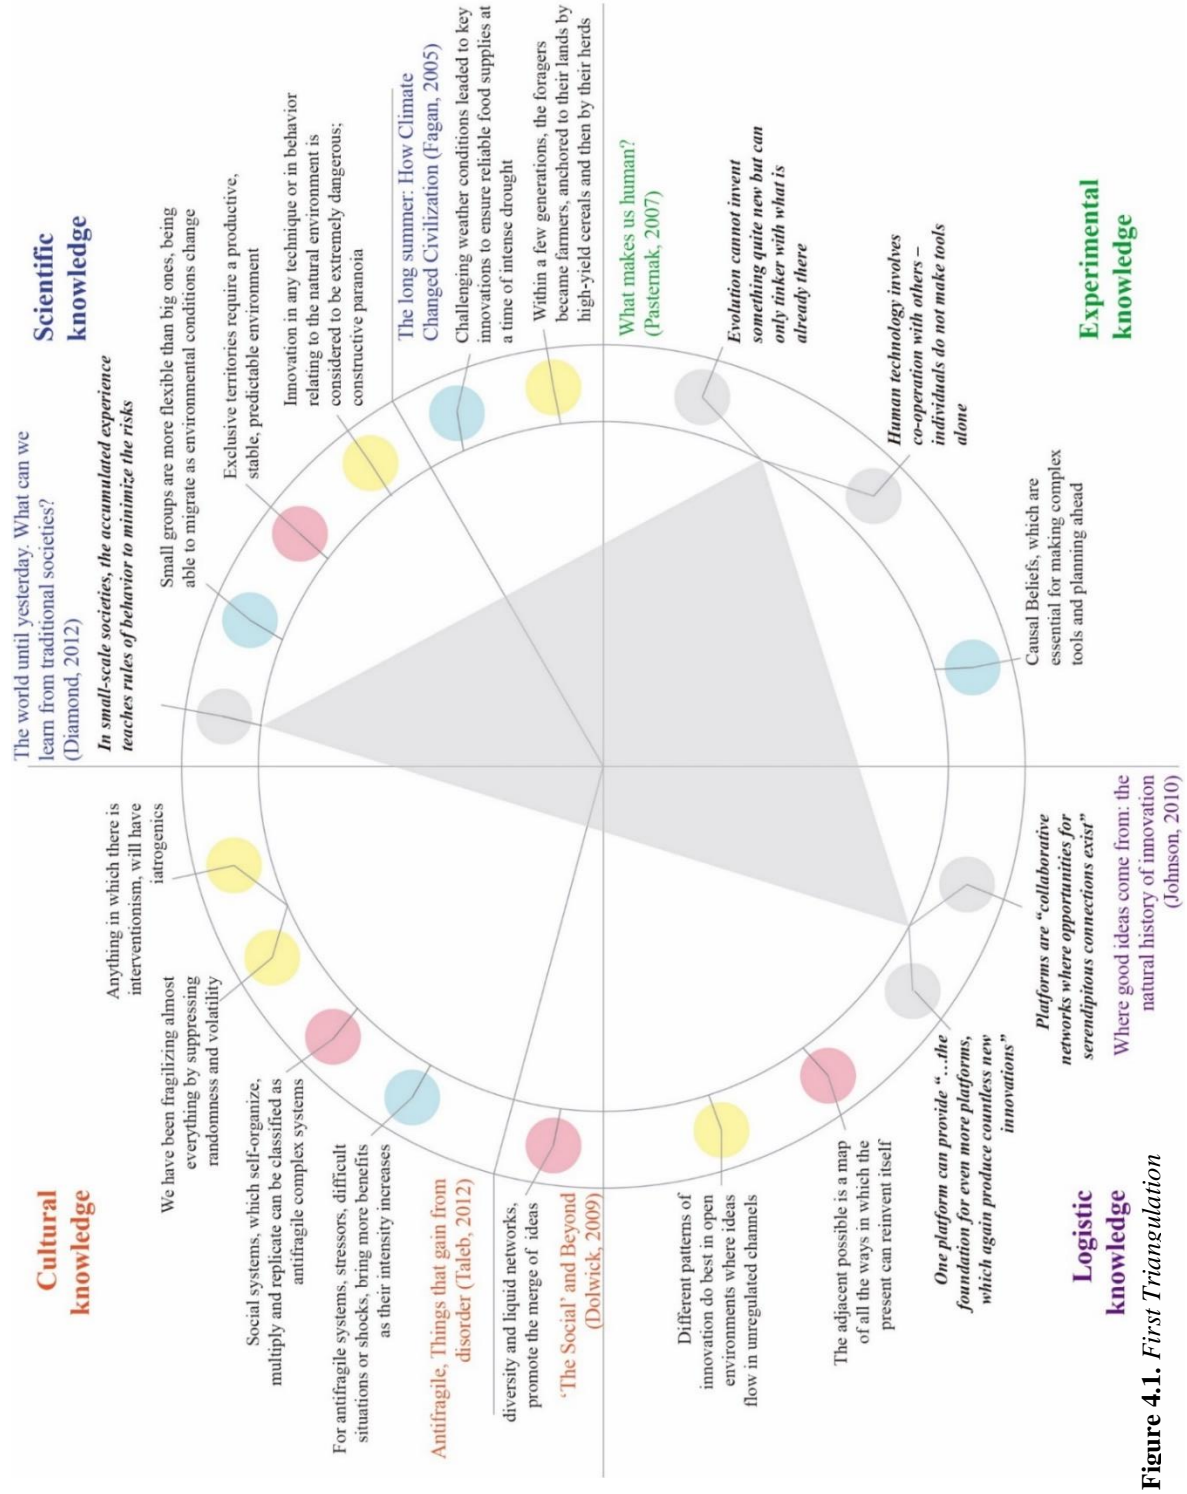 Cultural
knowledge
Anything in which there is
interventionism, will have
iatrogenics
We have been fragilizing almost
everything by suppressing
randomness and volatility
Social systems, which self-organize,
multiply and replicate can be classified as
antifragile complex systems
For antifragile systems, stressors, difficult
situations or shocks, bring more benefits
as their intensity increases
Antifragile, Things that gain from
disorder (Taleb, 2012)
diversity and liquid networks,
promote the merge of ideas
‘The Social’ and Beyond
(Dolwick, 2009)
Scientific
knowledge
The world until yesterday. What can we
learn from traditional societies?
(Diamond, 2012)
In small-scale societies, the accumulated experience
teaches rules of behavior to minimize the risks
Small groups are more flexible than big ones, being
able to migrate as environmental conditions change
Exclusive territories require a productive,
stable, predictable environment
Innovation in any technique or in behavior
relating to the natural environment is
considered to be extremely dangerous;
constructive paranoia
The long summer: How Climate
Changed Civilization (Fagan, 2005)
Challenging weather conditions leaded to key
innovations to ensure reliable food supplies at
a time of intense drought
Within a few generations, the foragers
became farmers, anchored to their lands by
high-yield cereals and then by their herds
Different patterns of
innovation do best in open
environments where ideas
flow in unregulated channels
The adjacent possible is a map
of all the ways in which the
present can reinvent itself
One platform can provide “…the
foundation for even more platforms,
which again produce countless new
innovations”
Platforms are “collaborative
networks where opportunities for
serendipitous connections exist”
Where good ideas come from: the
natural history of innovation
(Johnson, 2010)
Logistic
knowledge
What makes us human?
(Pasternak, 2007)
Evolution cannot invent
something quite new but can
only tinker with what is
already there
Human technology involves
co-operation with others –
individuals do not make tools
alone
Causal Beliefs, which are
essential for making complex
tools and planning ahead
Experimental
knowledge
Figure 4.1. First Triangulation